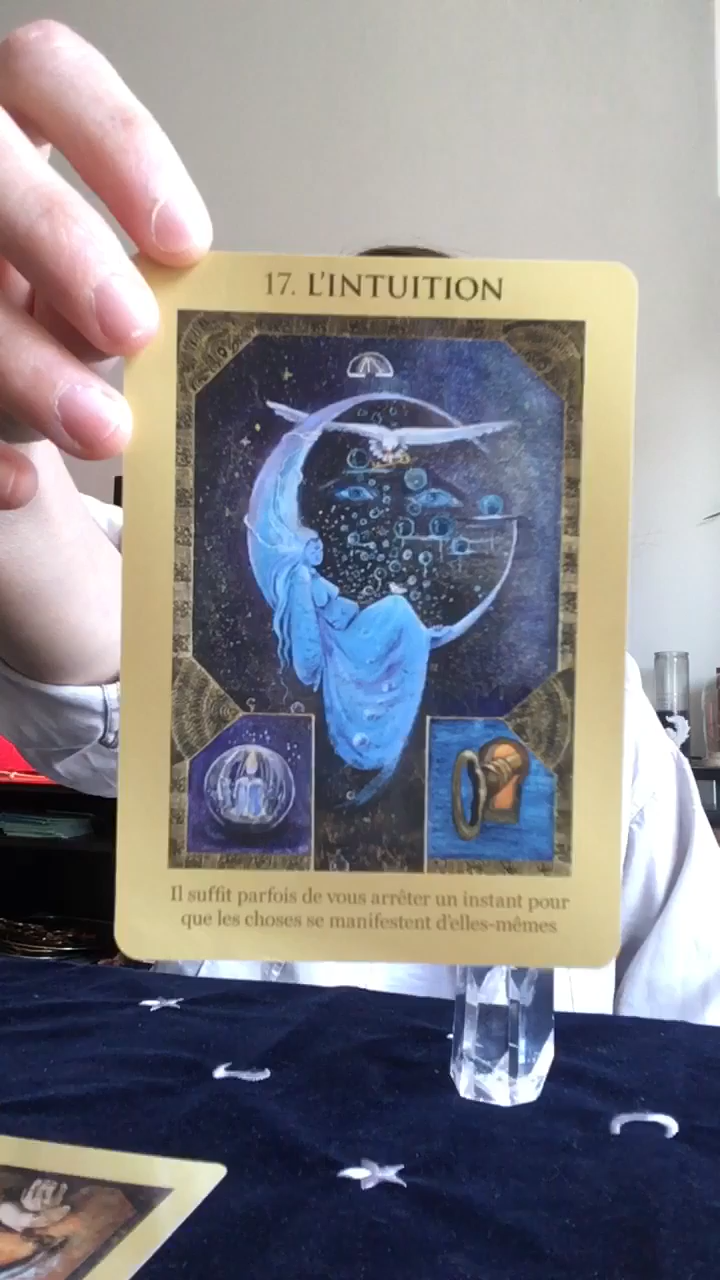 17. L'INTUITION
Il suffit parfois de vous arrêter un instant pour
que les choses se manifestent d'elles-mêmes